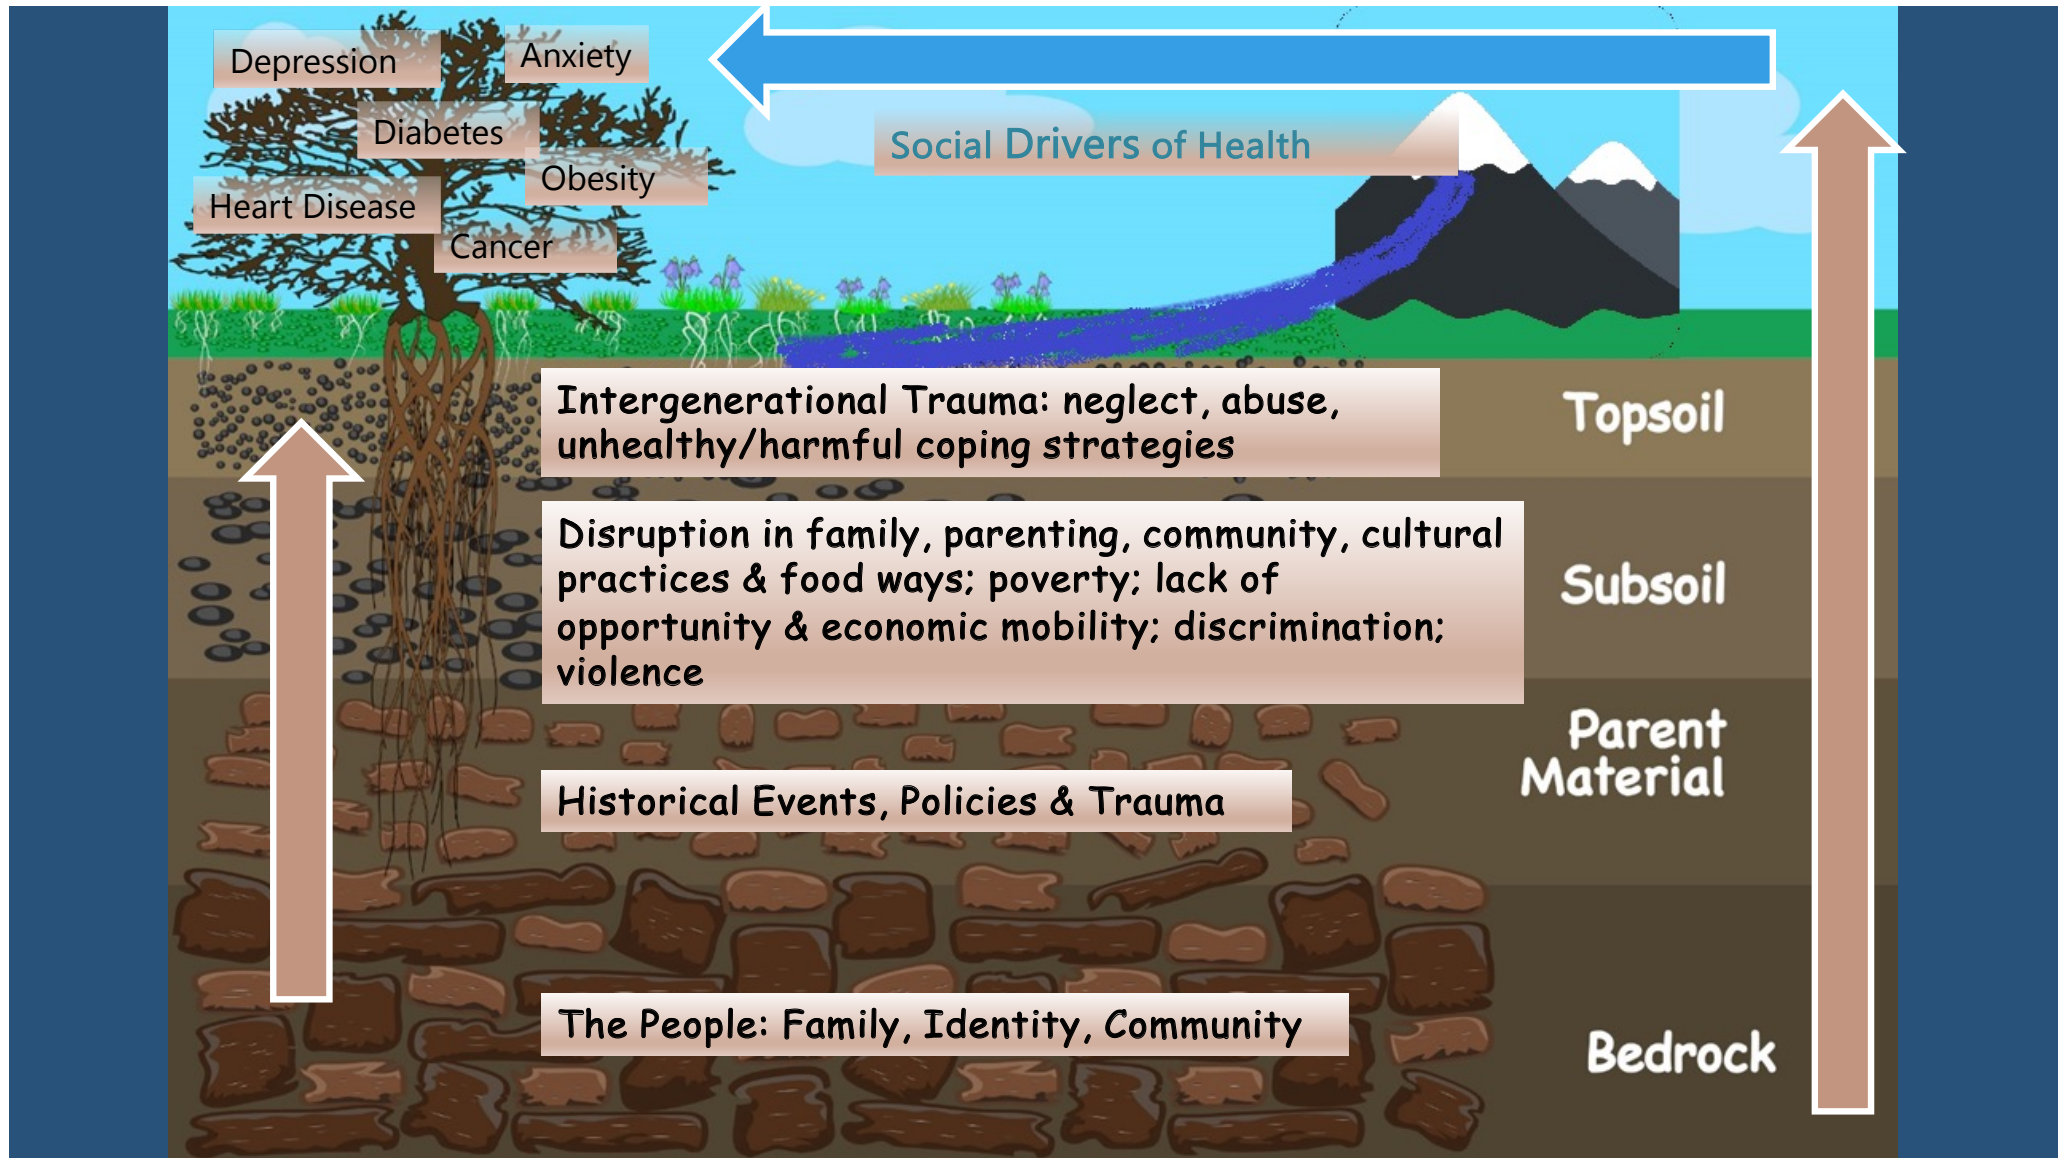 Depression
Anxiety
Diabetes
Obesity
Heart Disease
Cancer
Social Drivers of Health
Intergenerational Trauma: neglect, abuse,
unhealthy/harmful coping strategies
Topsoil
Disruption in family, parenting, community, cultural
practices & food ways; poverty; lack of
opportunity & economic mobility; discrimination;
violence
Subsoil
Parent
Material
Historical Events, Policies & Trauma
The People: Family, Identity, Community
Bedrock